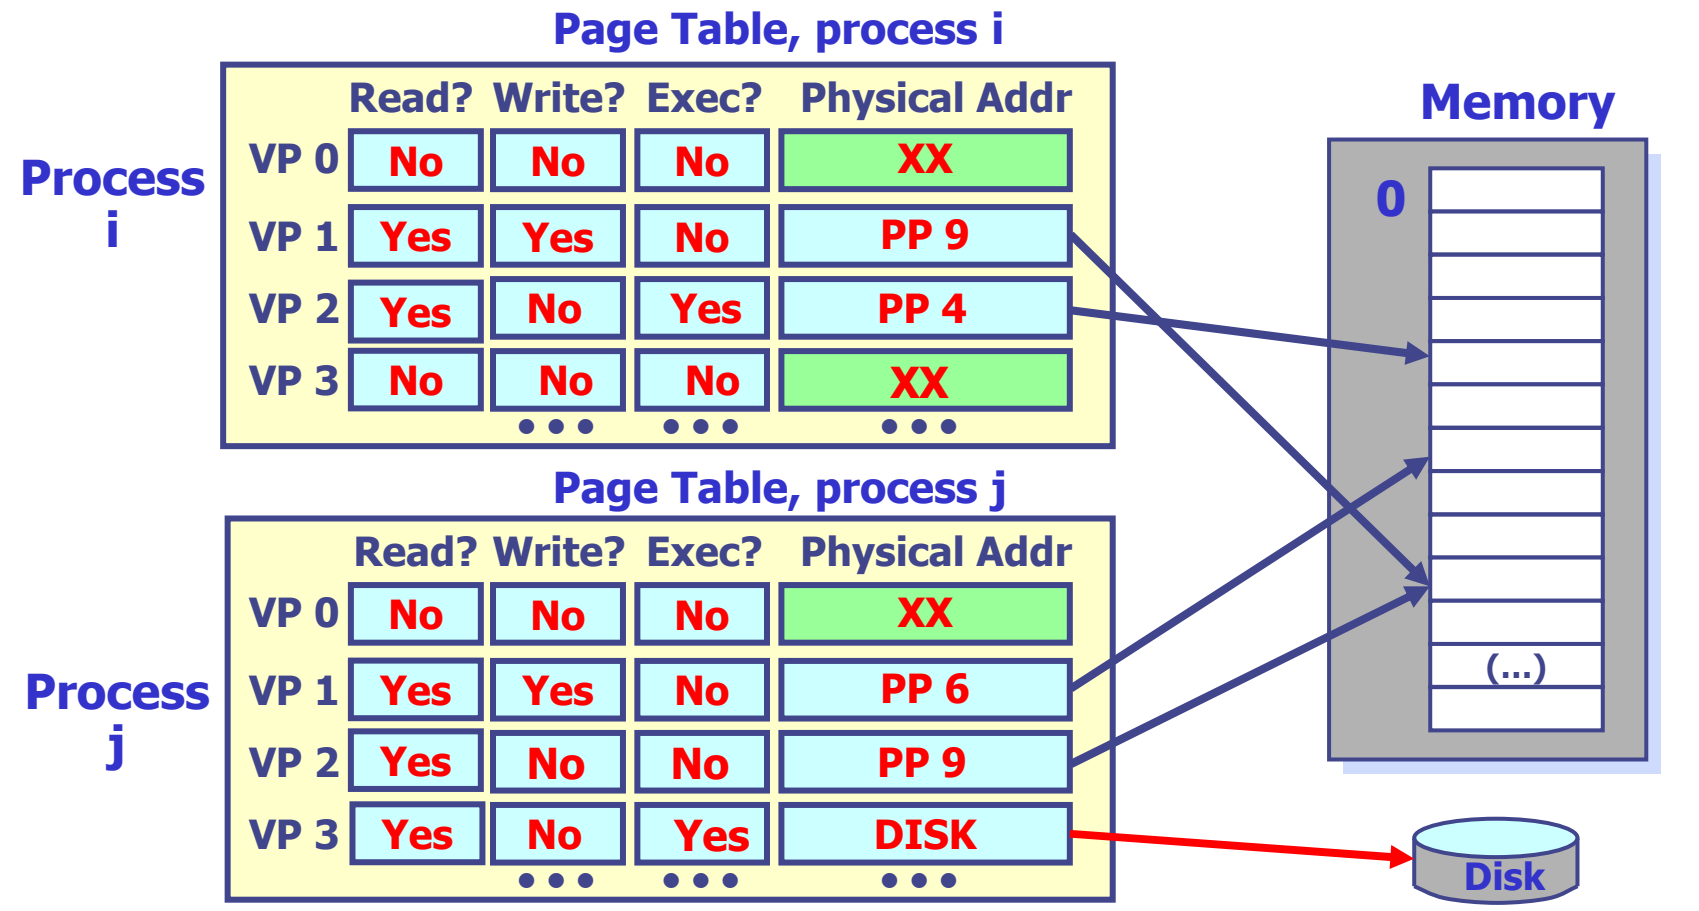 Page Table, process i
Read? Write? Exec? Physical Addr
VP 0 No No No XX
VP 1 Yes Yes No PP 9
VP 2 Yes No Yes PP 4
VP 3 No No No XX
••• ••• •••
Process
i
Page Table, process j
Read? Write? Exec? Physical Addr
VP 0 No No No XX
VP 1 Yes Yes No PP 6
VP 2 Yes No No PP 9
VP 3 Yes No Yes DISK
••• ••• •••
Process
j
Memory
0
(...)
Disk